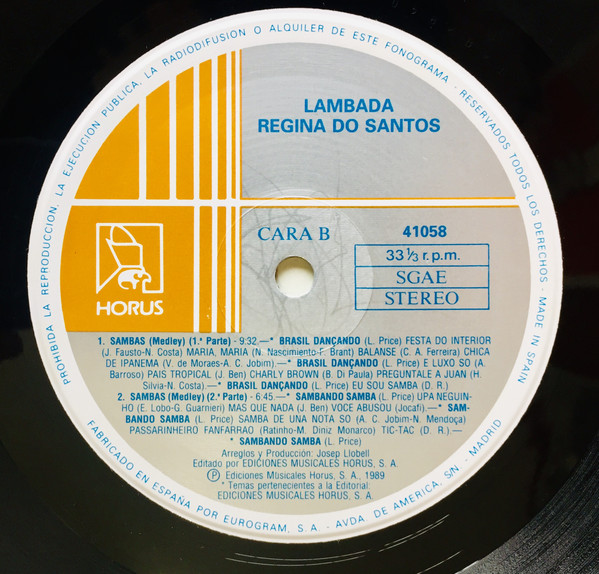 PROHIBIDA LA REPRODUCCION, LA EJECUCION PUBLICA, LA RADIODIFUSION O ALQUILER DE ESTE FONOGRAMA · RESERVADOS TODOS LOS DERECHOS · MADE IN SPAIN
LAMBADA
REGINA DO SANTOS
HORUS
CARA B
41058
33 1/3 r.p.m.
SGAE
STEREO
1. SAMBAS (Medley) (1.ª Parte) - 9:32.—* BRASIL DANÇANDO (L. Price) FESTA DO INTERIOR
(J. Fausto-N. Costa) MARIA, MARIA (N. Nascimiento-F. Brant) BALANSE (C. A. Ferreira) CHICA
DE IPANEMA (V. de Moraes-A. C. Jobim).—* BRASIL DANÇANDO (L. Price) E LUXO SO (A.
Barroso) PAIS TROPICAL (J. Ben) CHARLY BROWN (B. Di Paula) PREGUNTALE A JUAN (H.
Silvia-N. Costa).—* BRASIL DANÇANDO (L. Price) EU SOU SAMBA (D. R.)
2. SAMBAS (Medley) (2.ª Parte) - 6:45.—* SAMBANDO SAMBA (L. Price) UPA NEGUIN-
HO (E. Lobo-G. Guarnieri) MAS QUE NADA (J. Ben) VOCE ABUSOU (Jocafi).—* SAM-
BANDO SAMBA (L. Price) SAMBA DE UNA NOTA SO (A. C. Jobim-N. Mendoça)
PASSARINHEIRO FANFARRAO (Ratinho-M. Diniz Monarco) TIC-TAC (D. R.).—
* SAMBANDO SAMBA (L. Price)
Arreglos y Producción: Josep Llobell
Editado por EDICIONES MUSICALES HORUS, S. A.
Ⓟ Ediciones Musicales Horus, S. A., 1989
* Temas pertenecientes a la Editorial:
EDICIONES MUSICALES HORUS, S. A.
FABRICADO EN ESPAÑA POR EUROGRAM, S. A. - AVDA. DE AMERICA, S/N - MADRID